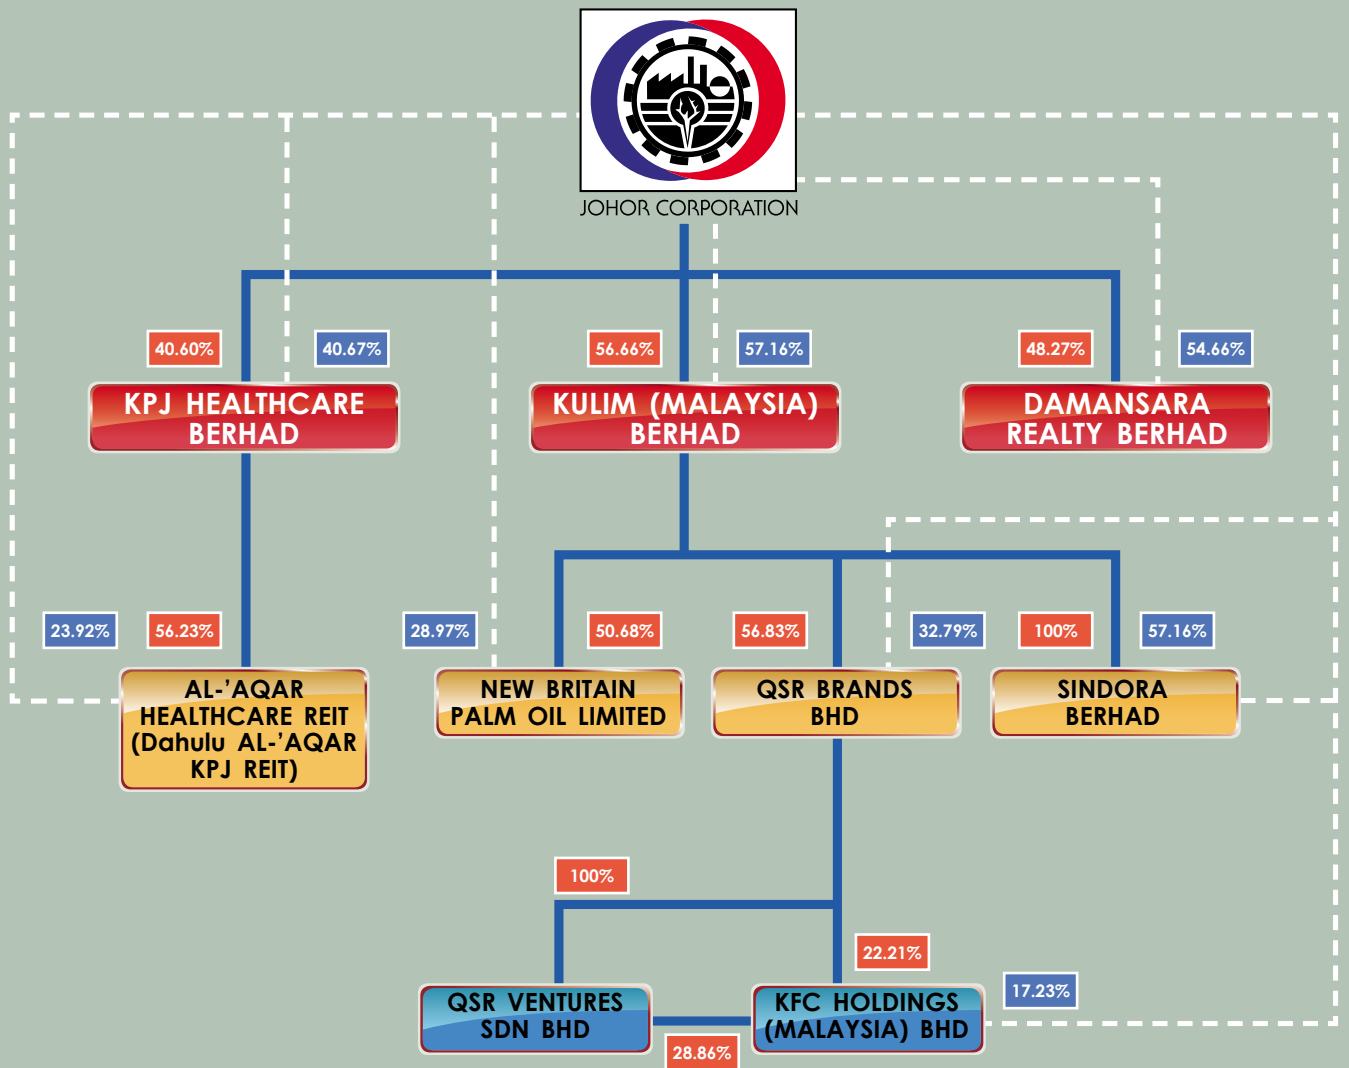 JOHOR CORPORATION
40.60%
40.67%
56.66%
57.16%
48.27%
54.66%
KPJ HEALTHCARE
BERHAD
KULIM (MALAYSIA)
BERHAD
DAMANSARA
REALTY BERHAD
23.92%
56.23%
28.97%
50.68%
56.83%
32.79%
100%
57.16%
AL-'AQAR
HEALTHCARE REIT
(Dahulu AL-'AQAR
KPJ REIT)
NEW BRITAIN
PALM OIL LIMITED
QSR BRANDS
BHD
SINDORA
BERHAD
100%
22.21%
17.23%
QSR VENTURES
SDN BHD
KFC HOLDINGS
(MALAYSIA) BHD
28.86%